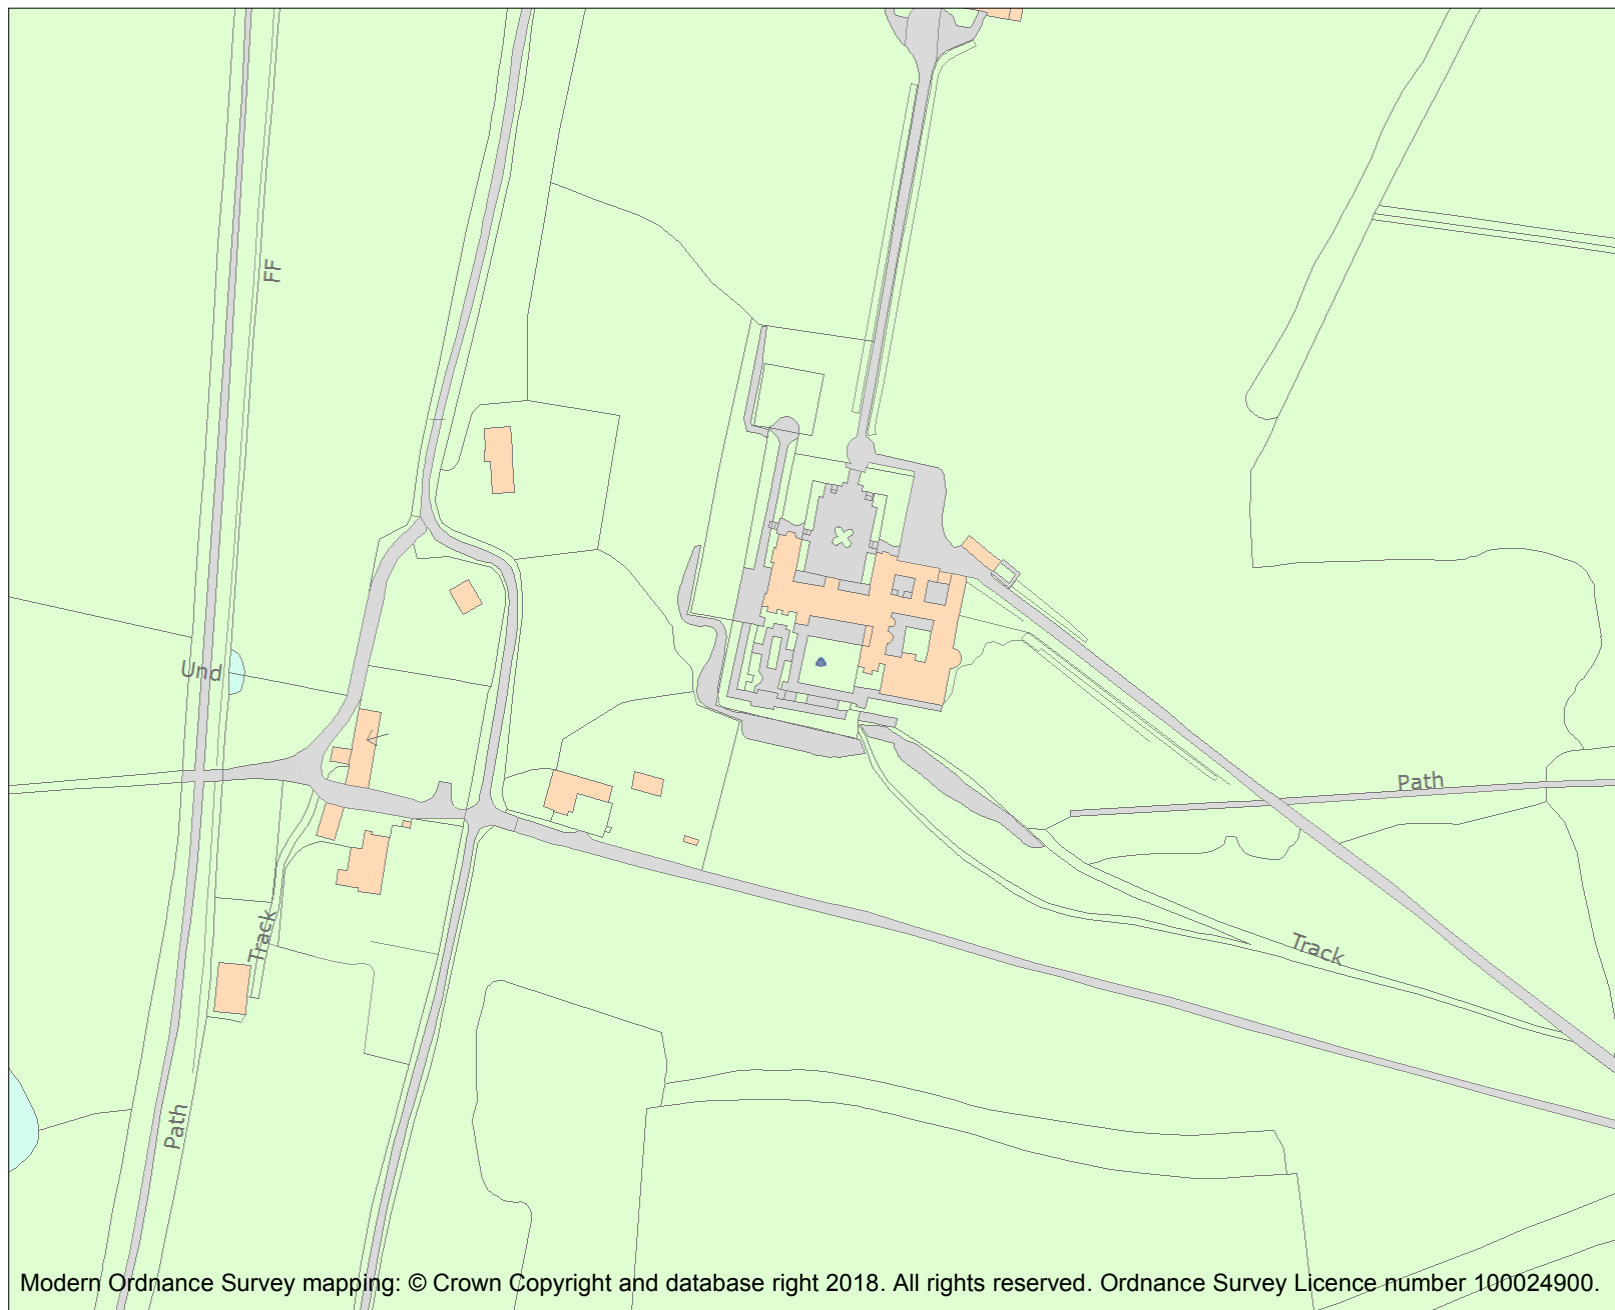 FF
Und
Path
Track
Track
Path
Modern Ordnance Survey mapping: © Crown Copyright and database right 2018. All rights reserved. Ordnance Survey Licence number 100024900.